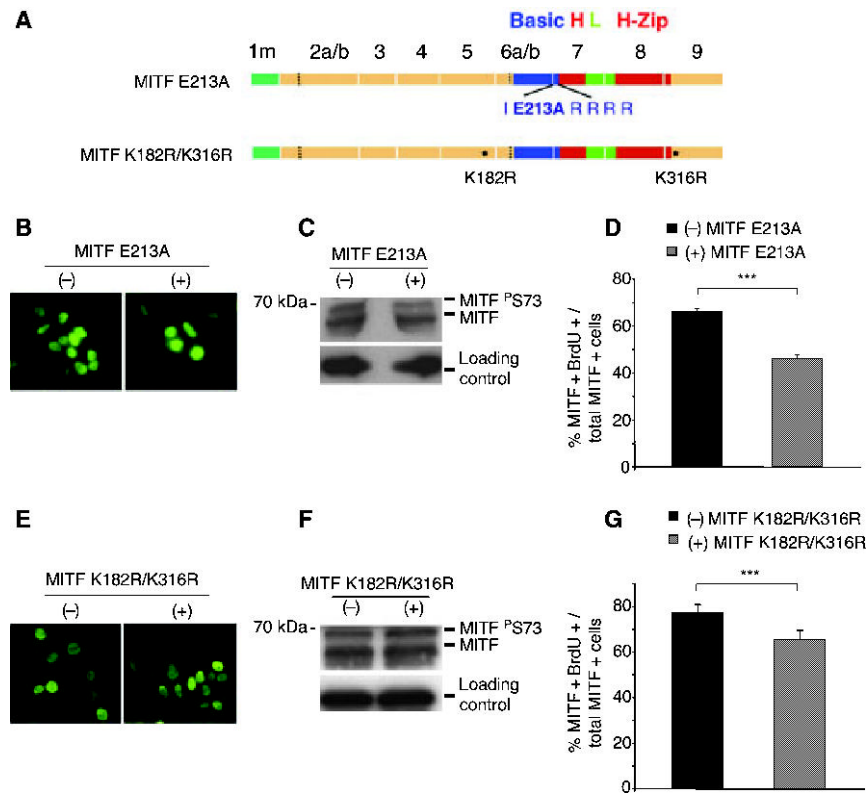 A
Basic H L H-Zip
1m 2a/b 3 4 5 6a/b 7 8 9
MITF E213A
I E213A R R R R
MITF K182R/K316R
K182R K316R
B
MITF E213A
(–) (+)
C
MITF E213A
(–) (+)
70 kDa
MITF PS73
MITF
Loading
control
D
(–) MITF E213A
(+) MITF E213A
***
% MITF + BrdU + /
total MITF + cells
80
60
40
20
0
E
MITF K182R/K316R
(–) (+)
F
MITF K182R/K316R
(–) (+)
70 kDa
MITF PS73
MITF
Loading
control
G
(–) MITF K182R/K316R
(+) MITF K182R/K316R
***
% MITF + BrdU + /
total MITF + cells
80
60
40
20
0